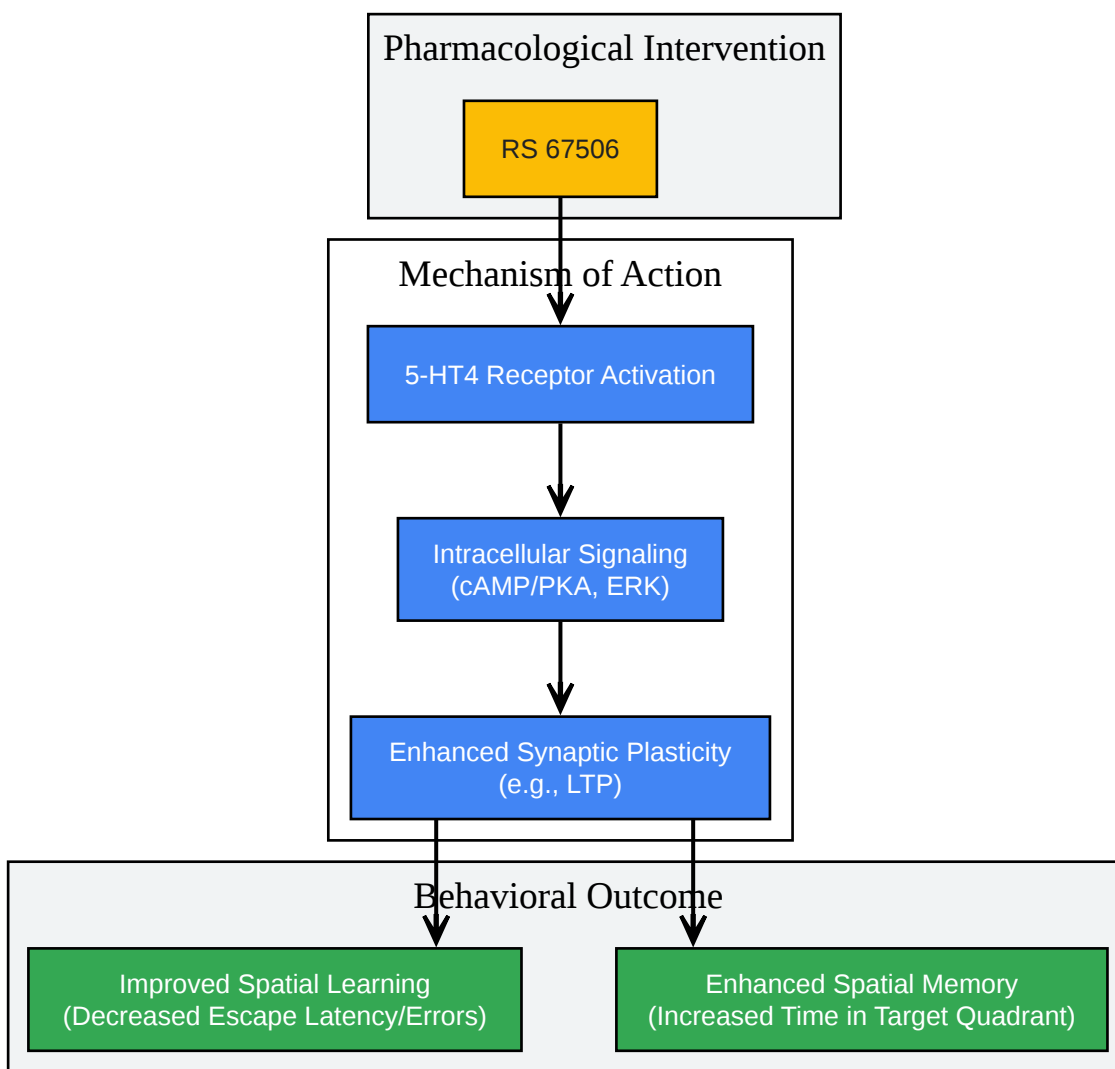 Pharmacological Intervention
RS 67506
Mechanism of Action
5-HT4 Receptor Activation
Intracellular Signaling
(cAMP/PKA, ERK)
Enhanced Synaptic Plasticity
(e.g., LTP)
Behavioral Outcome
Improved Spatial Learning
(Decreased Escape Latency/Errors)
Enhanced Spatial Memory
(Increased Time in Target Quadrant)